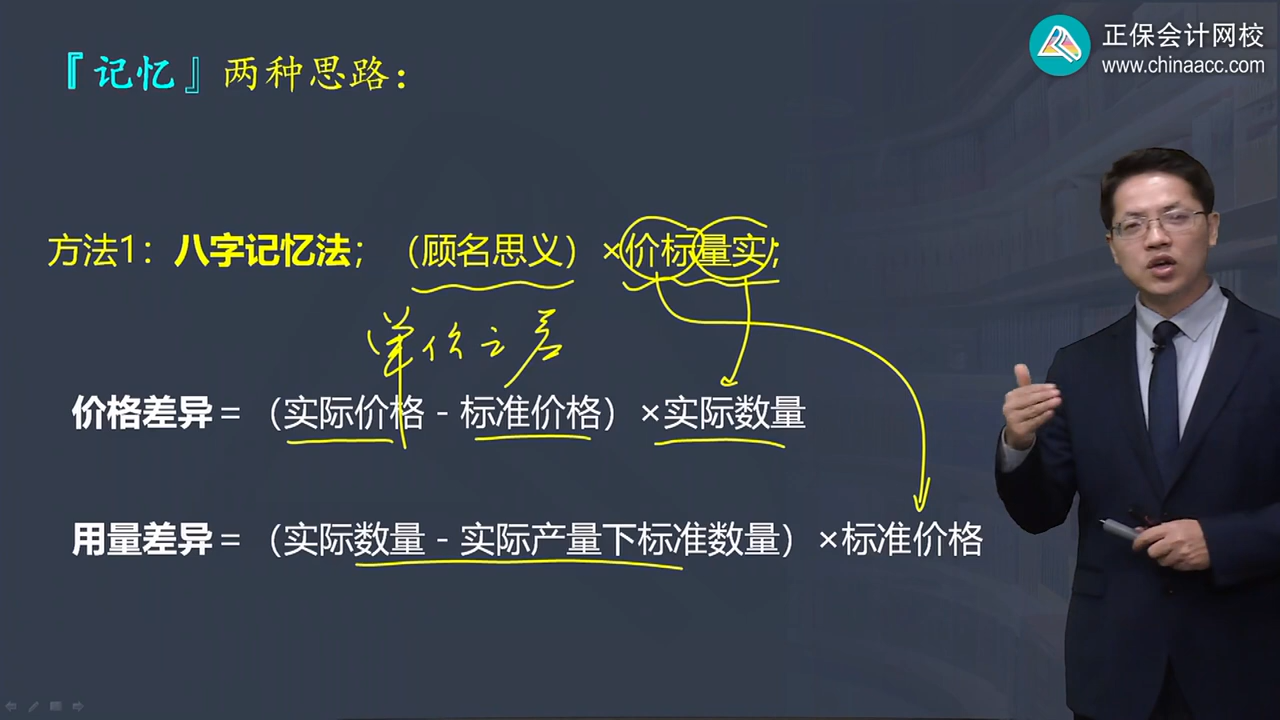 『记忆』两种思路：
正保会计网校
www.chinaacc.com
方法1：八字记忆法；（顾名思义）×价标量实；
单价之差
价格差异＝（实际价格－标准价格）×实际数量
用量差异＝（实际数量－实际产量下标准数量）×标准价格